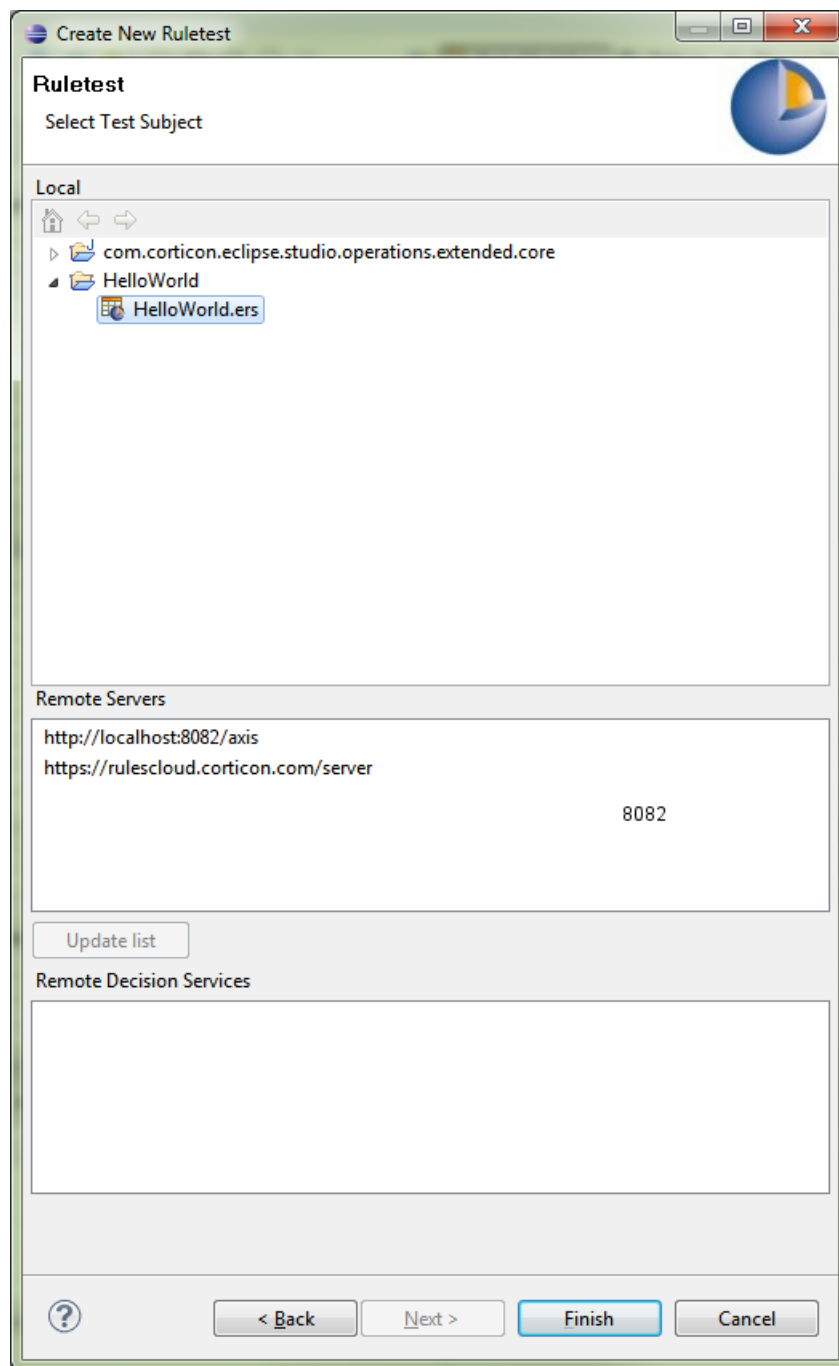 Create New Ruletest
Ruletest
Select Test Subject
Local
com.corticon.eclipse.studio.operations.extended.core
HelloWorld
HelloWorld.ers
Remote Servers
http://localhost:8082/axis
https://rulescloud.corticon.com/server
8082
Update list
Remote Decision Services
< Back Next > Finish Cancel